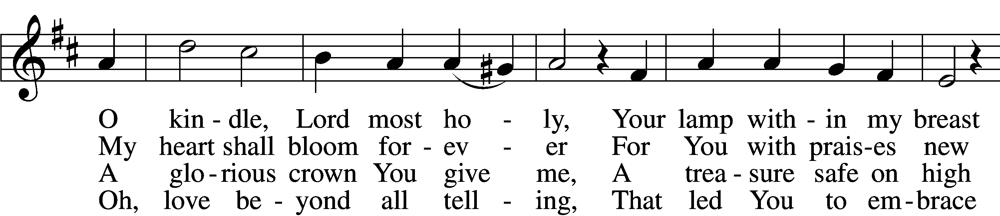 O kin - dle, Lord most ho - ly, Your lamp with - in my breast
My heart shall bloom for - ev - er For You with prais-es new
A glo - rious crown You give me, A trea - sure safe on high
Oh, love be - yond all tell - ing, That led You to em - brace